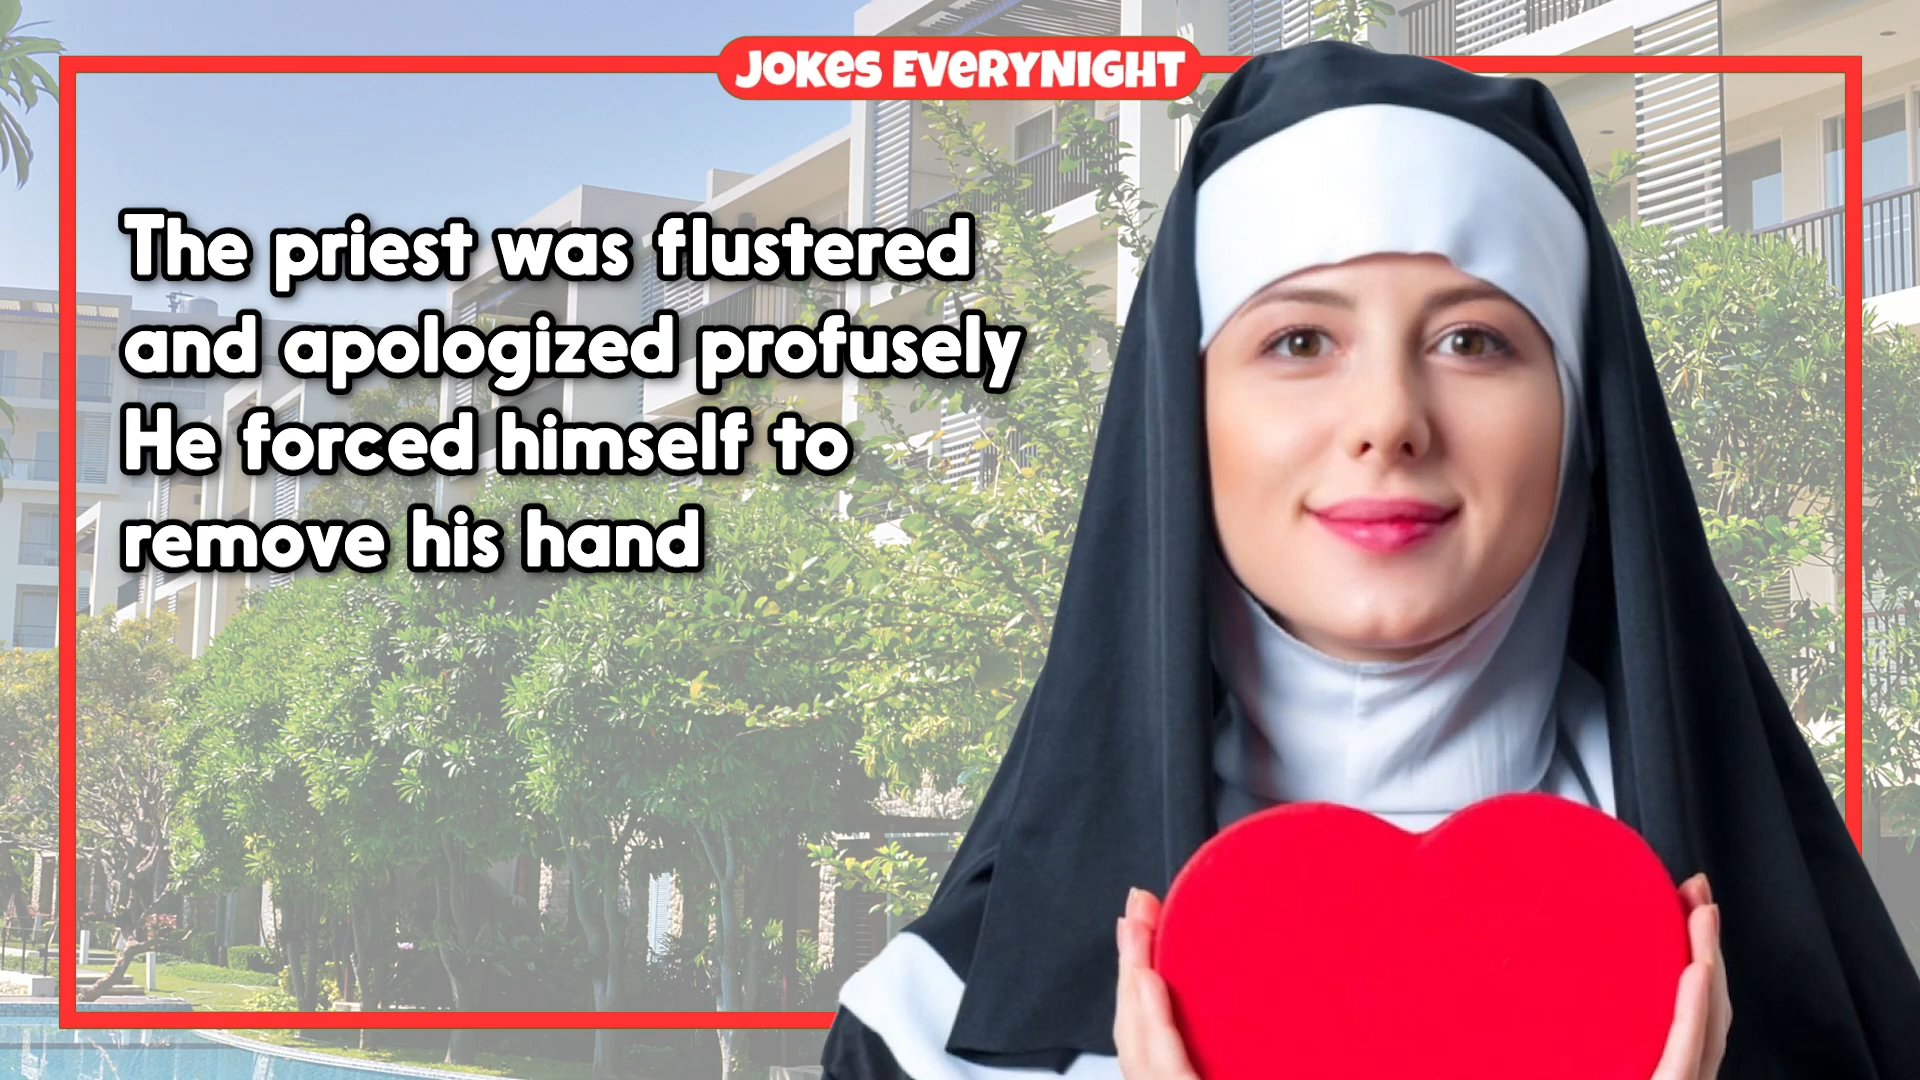 JOKES EVERYNIGHT
The priest was flustered
and apologized profusely
He forced himself to
remove his hand